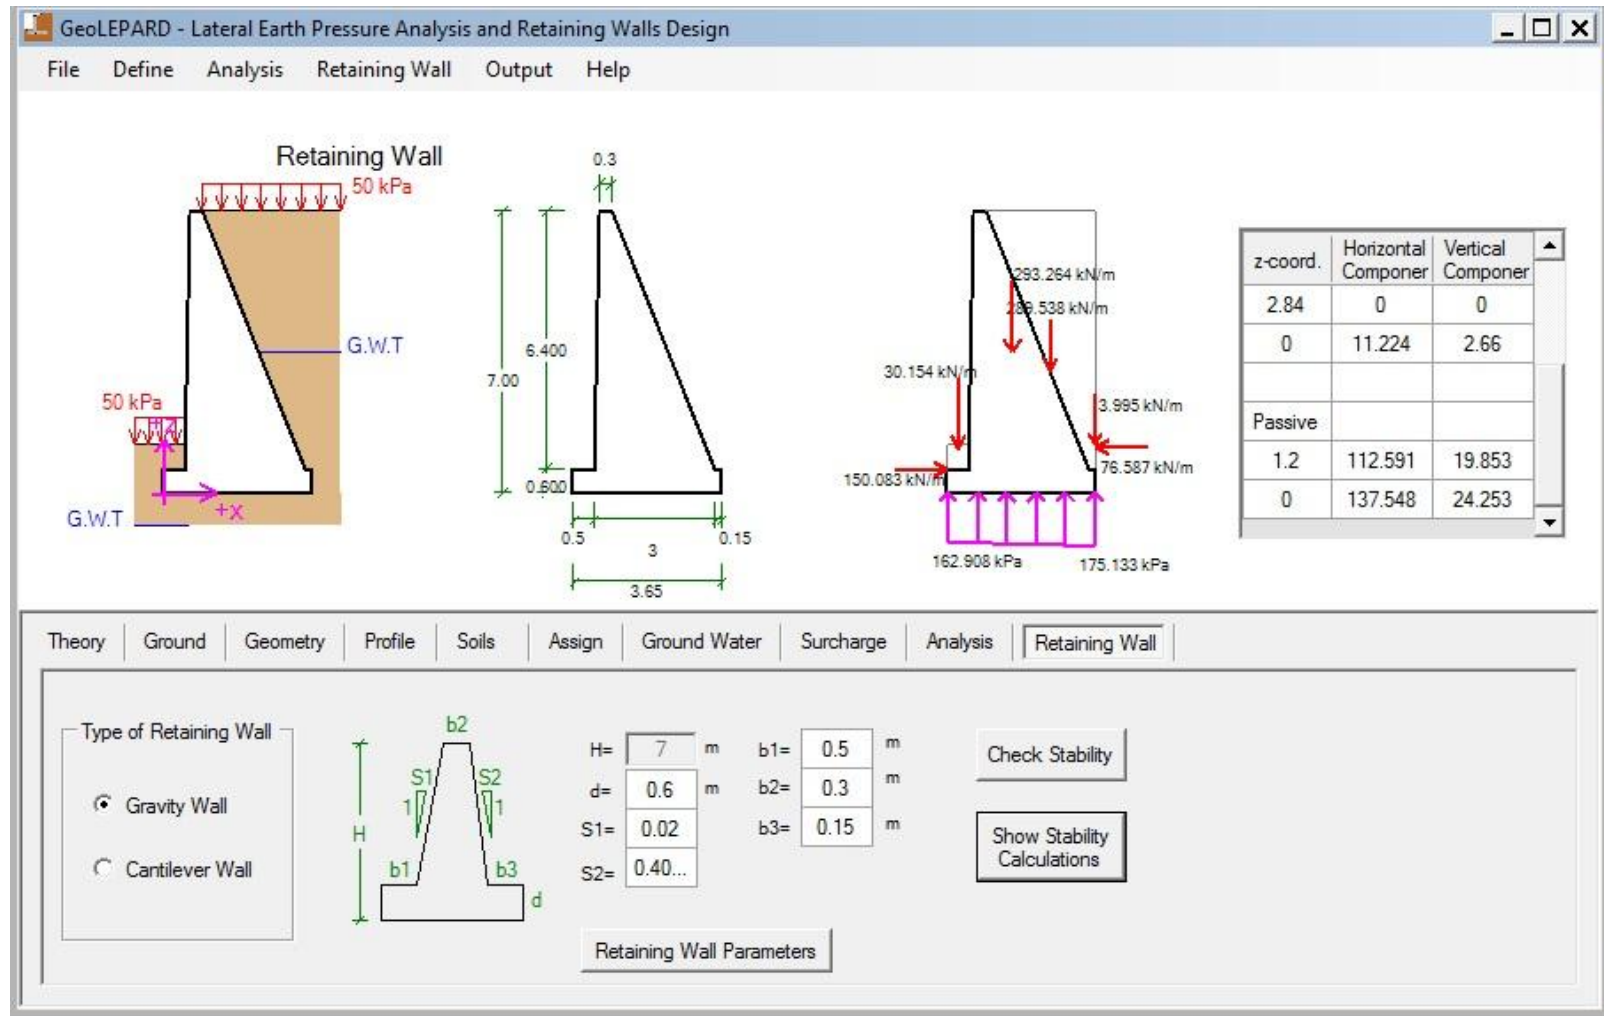 GeoLEPARD - Lateral Earth Pressure Analysis and Retaining Walls Design
File Define Analysis Retaining Wall Output Help
Retaining Wall
50 kPa
G.W.T
50 kPa
+Z
+X
G.W.T
0.3
7.00
6.400
0.600
0.5
3
0.15
3.65
293.264 kN/m
289.538 kN/m
30.154 kN/m
3.995 kN/m
76.587 kN/m
150.083 kN/m
162.908 kPa
175.133 kPa
z-coord. Horizontal Componer Vertical Componer
2.84 0 0
0 11.224 2.66
Passive
1.2 112.591 19.853
0 137.548 24.253
Theory Ground Geometry Profile Soils Assign Ground Water Surcharge Analysis Retaining Wall
Type of Retaining Wall
Gravity Wall
Cantilever Wall
b2
S1
S2
1
1
H
b1
b3
d
H= 7 m
d= 0.6 m
S1= 0.02
S2= 0.40...
b1= 0.5 m
b2= 0.3 m
b3= 0.15 m
Check Stability
Show Stability
Calculations
Retaining Wall Parameters